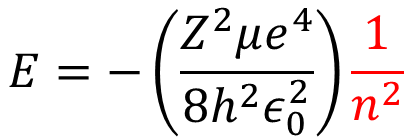 E = − (Z²μe⁴ / 8h²ϵ₀²) 1 / n²